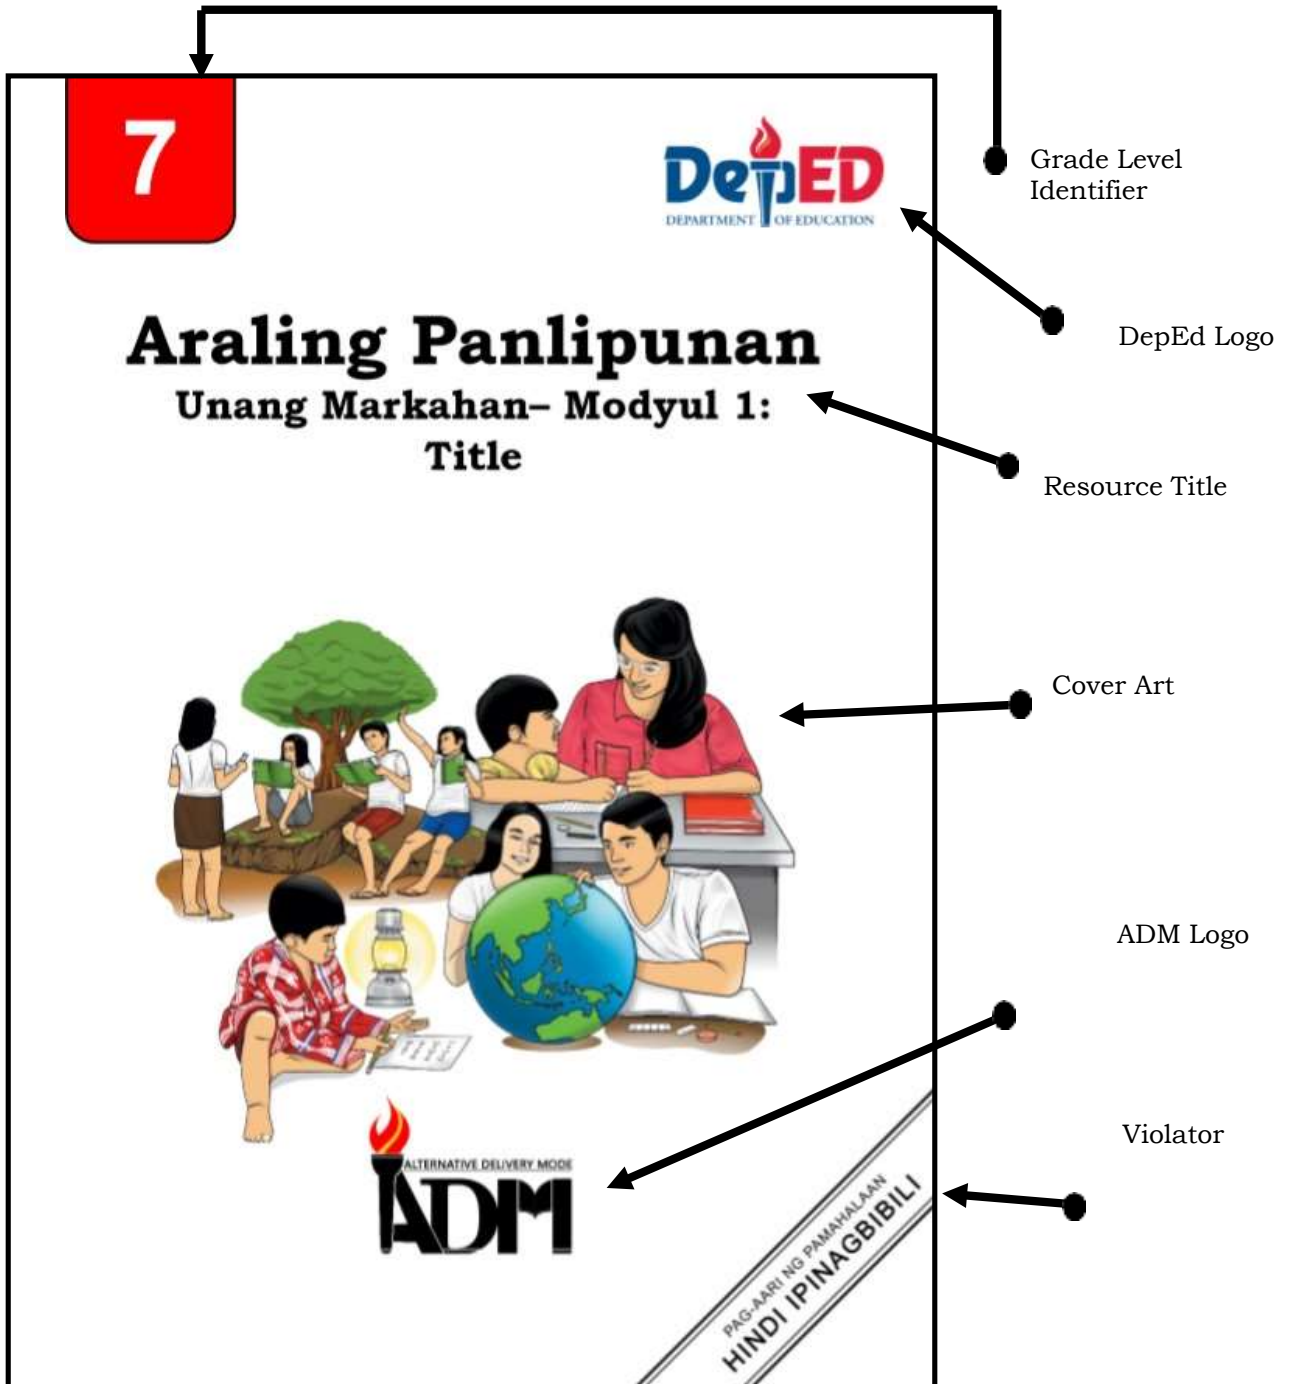 7
DepED
DEPARTMENT OF EDUCATION
Grade Level
Identifier
DepEd Logo
Araling Panlipunan
Unang Markahan– Modyul 1:
Title
Resource Title
Cover Art
ADM Logo
ALTERNATIVE DELIVERY MODE
ADM
Violator
PAG-AARI NG PAMAHALAAN
HINDI IPINAGBIBILI